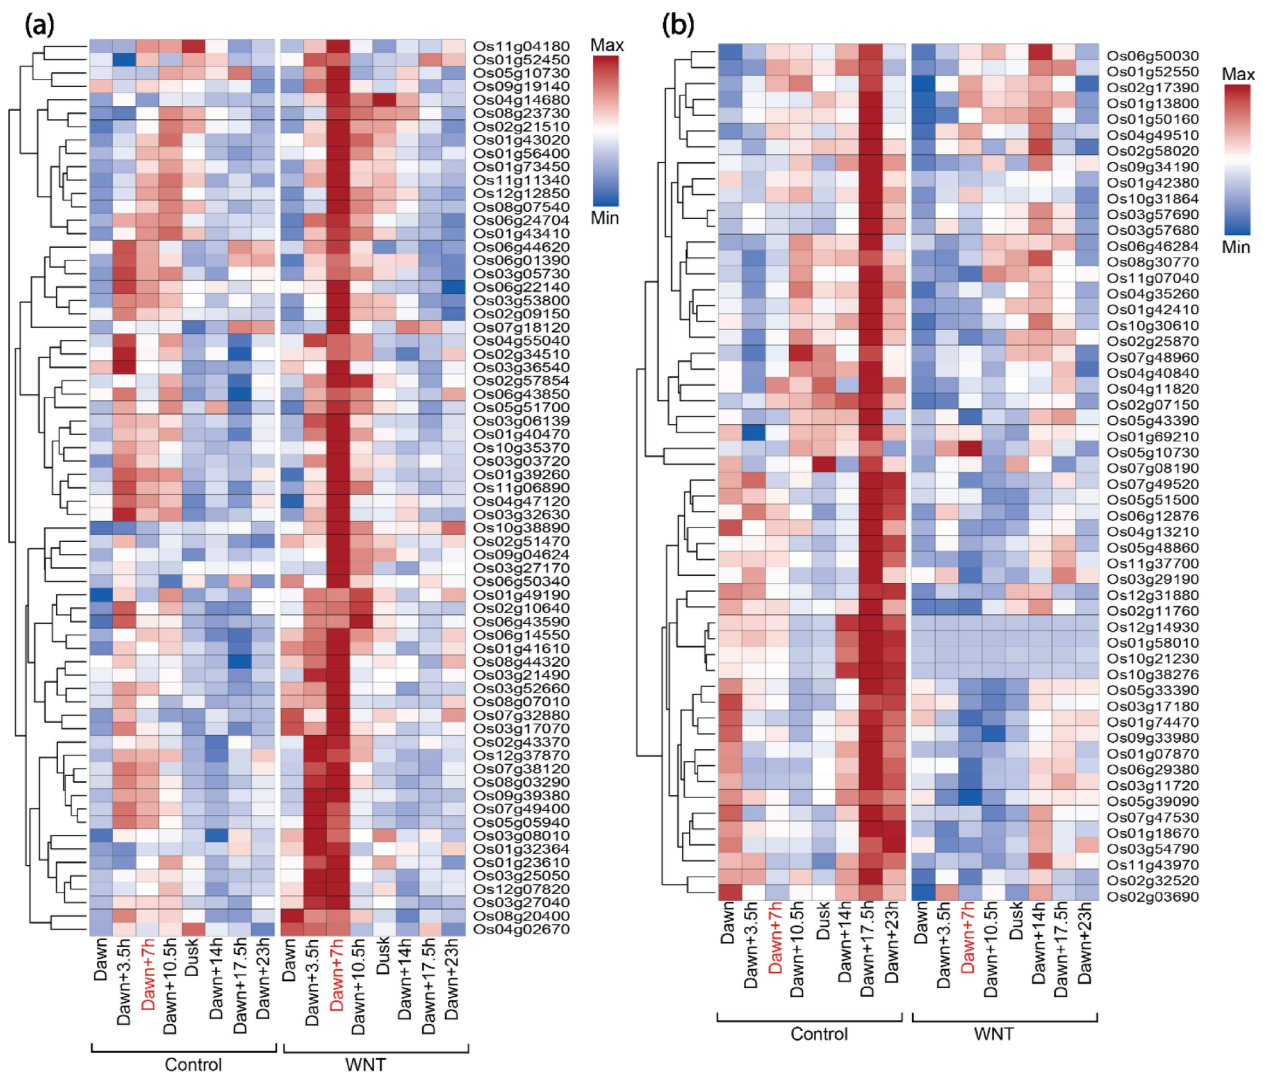 (a)
Os11g04180
Os01g52450
Os05g10730
Os09g19140
Os04g14680
Os08g23730
Os02g21510
Os01g43020
Os01g56400
Os01g73450
Os11g11340
Os12g12850
Os08g07540
Os06g24704
Os01g43410
Os06g44620
Os06g01390
Os03g05730
Os06g22140
Os03g53800
Os02g09150
Os07g18120
Os04g55040
Os02g34510
Os03g36540
Os02g57854
Os06g43850
Os05g51700
Os03g06139
Os01g40470
Os10g35370
Os03g03720
Os01g39260
Os11g06890
Os04g47120
Os03g32630
Os10g38890
Os02g51470
Os09g04624
Os03g27170
Os06g50340
Os01g49190
Os02g10640
Os06g43590
Os06g14550
Os01g41610
Os08g44320
Os03g21490
Os03g52660
Os08g07010
Os07g32880
Os03g17070
Os02g43370
Os12g37870
Os07g38120
Os08g03290
Os09g39380
Os07g49400
Os05g05940
Os03g08010
Os01g32364
Os01g23610
Os03g25050
Os12g07820
Os03g27040
Os08g20400
Os04g02670
Max
Min
Dawn
Dawn+3.5h
Dawn+7h
Dawn+10.5h
Dusk
Dawn+14h
Dawn+17.5h
Dawn+23h
Dawn
Dawn+3.5h
Dawn+7h
Dawn+10.5h
Dusk
Dawn+14h
Dawn+17.5h
Dawn+23h
Control
WNT
(b)
Os06g50030
Os01g52550
Os02g17390
Os01g13800
Os01g50160
Os04g49510
Os02g58020
Os09g34190
Os01g42380
Os10g31864
Os03g57690
Os03g57680
Os06g46284
Os08g30770
Os11g07040
Os04g35260
Os01g42410
Os10g30610
Os02g25870
Os07g48960
Os04g40840
Os04g11820
Os02g07150
Os05g43390
Os01g69210
Os05g10730
Os07g08190
Os07g49520
Os05g51500
Os06g12876
Os04g13210
Os05g48860
Os11g37700
Os03g29190
Os12g31880
Os02g11760
Os12g14930
Os01g58010
Os10g21230
Os10g38276
Os05g33390
Os03g17180
Os01g74470
Os09g33980
Os01g07870
Os06g29380
Os03g11720
Os05g39090
Os07g47530
Os01g18670
Os03g54790
Os11g43970
Os02g32520
Os02g03690
Max
Min
Dawn
Dawn+3.5h
Dawn+7h
Dawn+10.5h
Dusk
Dawn+14h
Dawn+17.5h
Dawn+23h
Dawn
Dawn+3.5h
Dawn+7h
Dawn+10.5h
Dusk
Dawn+14h
Dawn+17.5h
Dawn+23h
Control
WNT